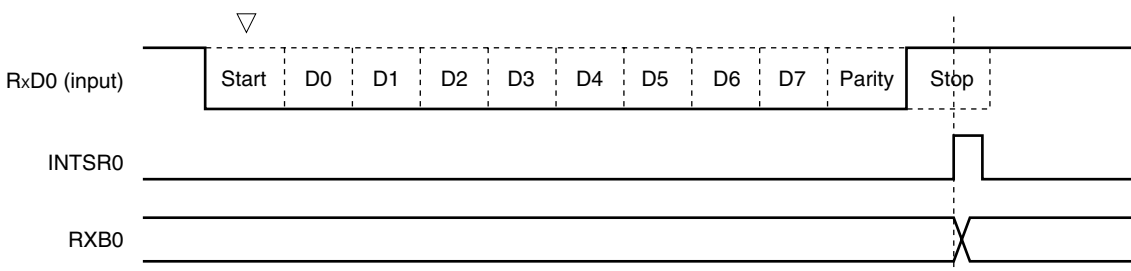 RxD0 (input) Start D0 D1 D2 D3 D4 D5 D6 D7 Parity Stop
INTSR0
RXB0